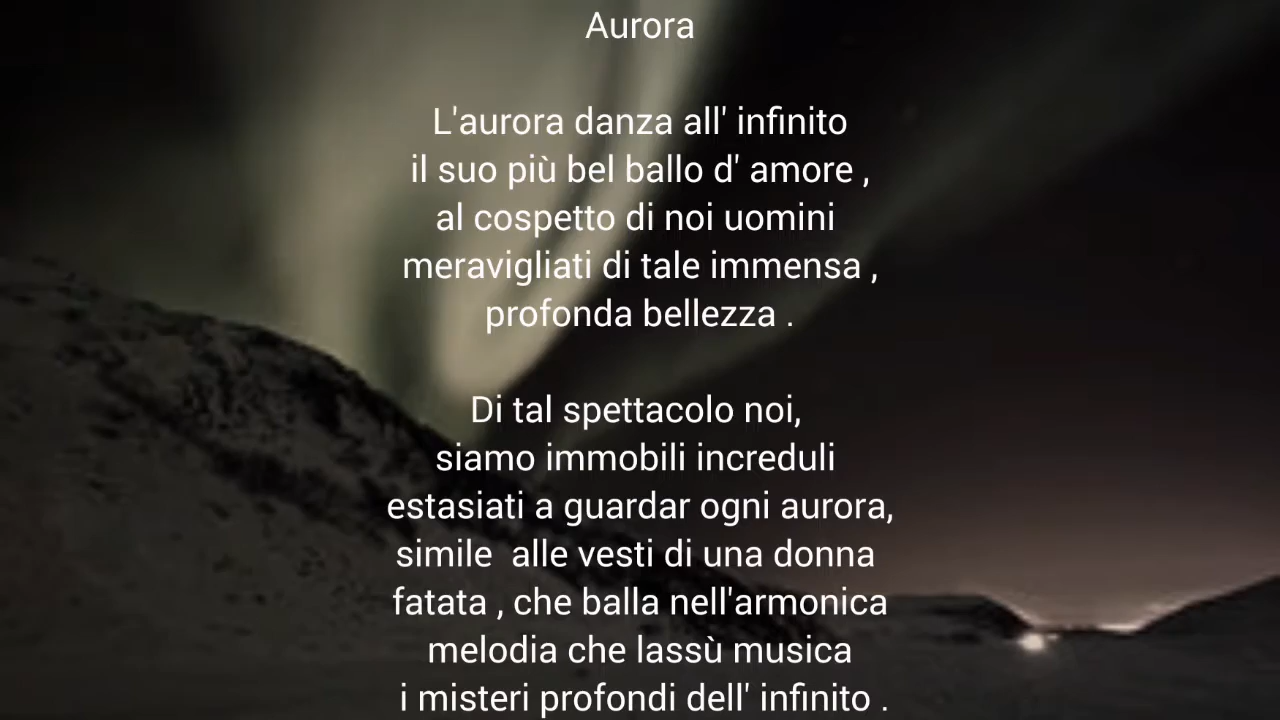 Aurora
L'aurora danza all' infinito
il suo più bel ballo d' amore ,
al cospetto di noi uomini
meravigliati di tale immensa ,
profonda bellezza .
Di tal spettacolo noi,
siamo immobili increduli
estasiati a guardar ogni aurora,
simile  alle vesti di una donna
fatata , che balla nell'armonica
melodia che lassù musica
i misteri profondi dell' infinito .